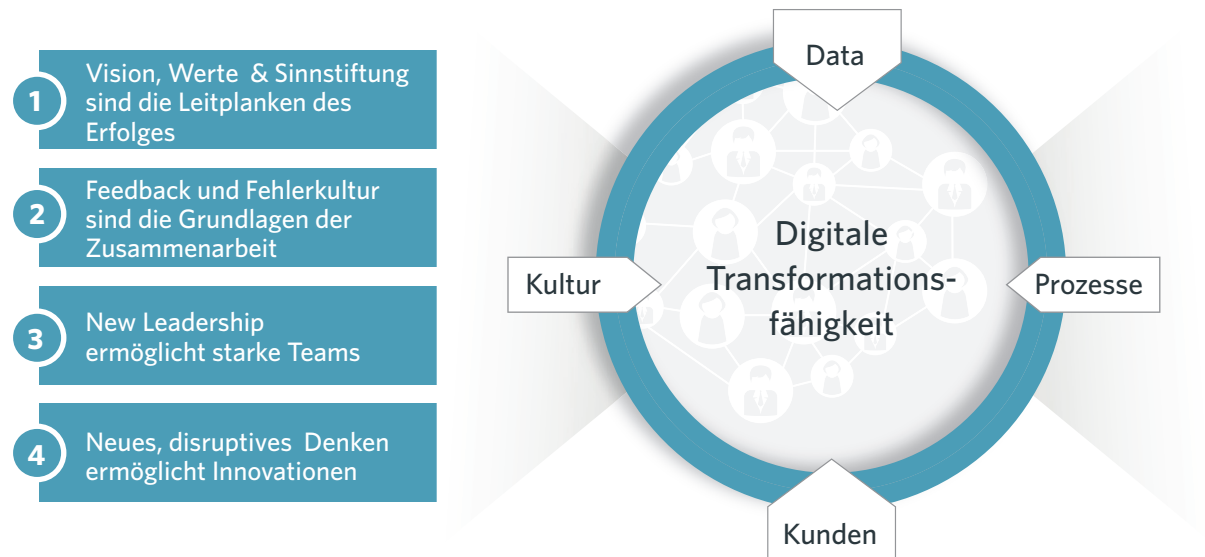 1
Vision, Werte & Sinnstiftung
sind die Leitplanken des
Erfolges
2
Feedback und Fehlerkultur
sind die Grundlagen der
Zusammenarbeit
3
New Leadership
ermöglicht starke Teams
4
Neues, disruptives Denken
ermöglicht Innovationen
Data
Kultur
Digitale
Transformations-
fähigkeit
Prozesse
Kunden